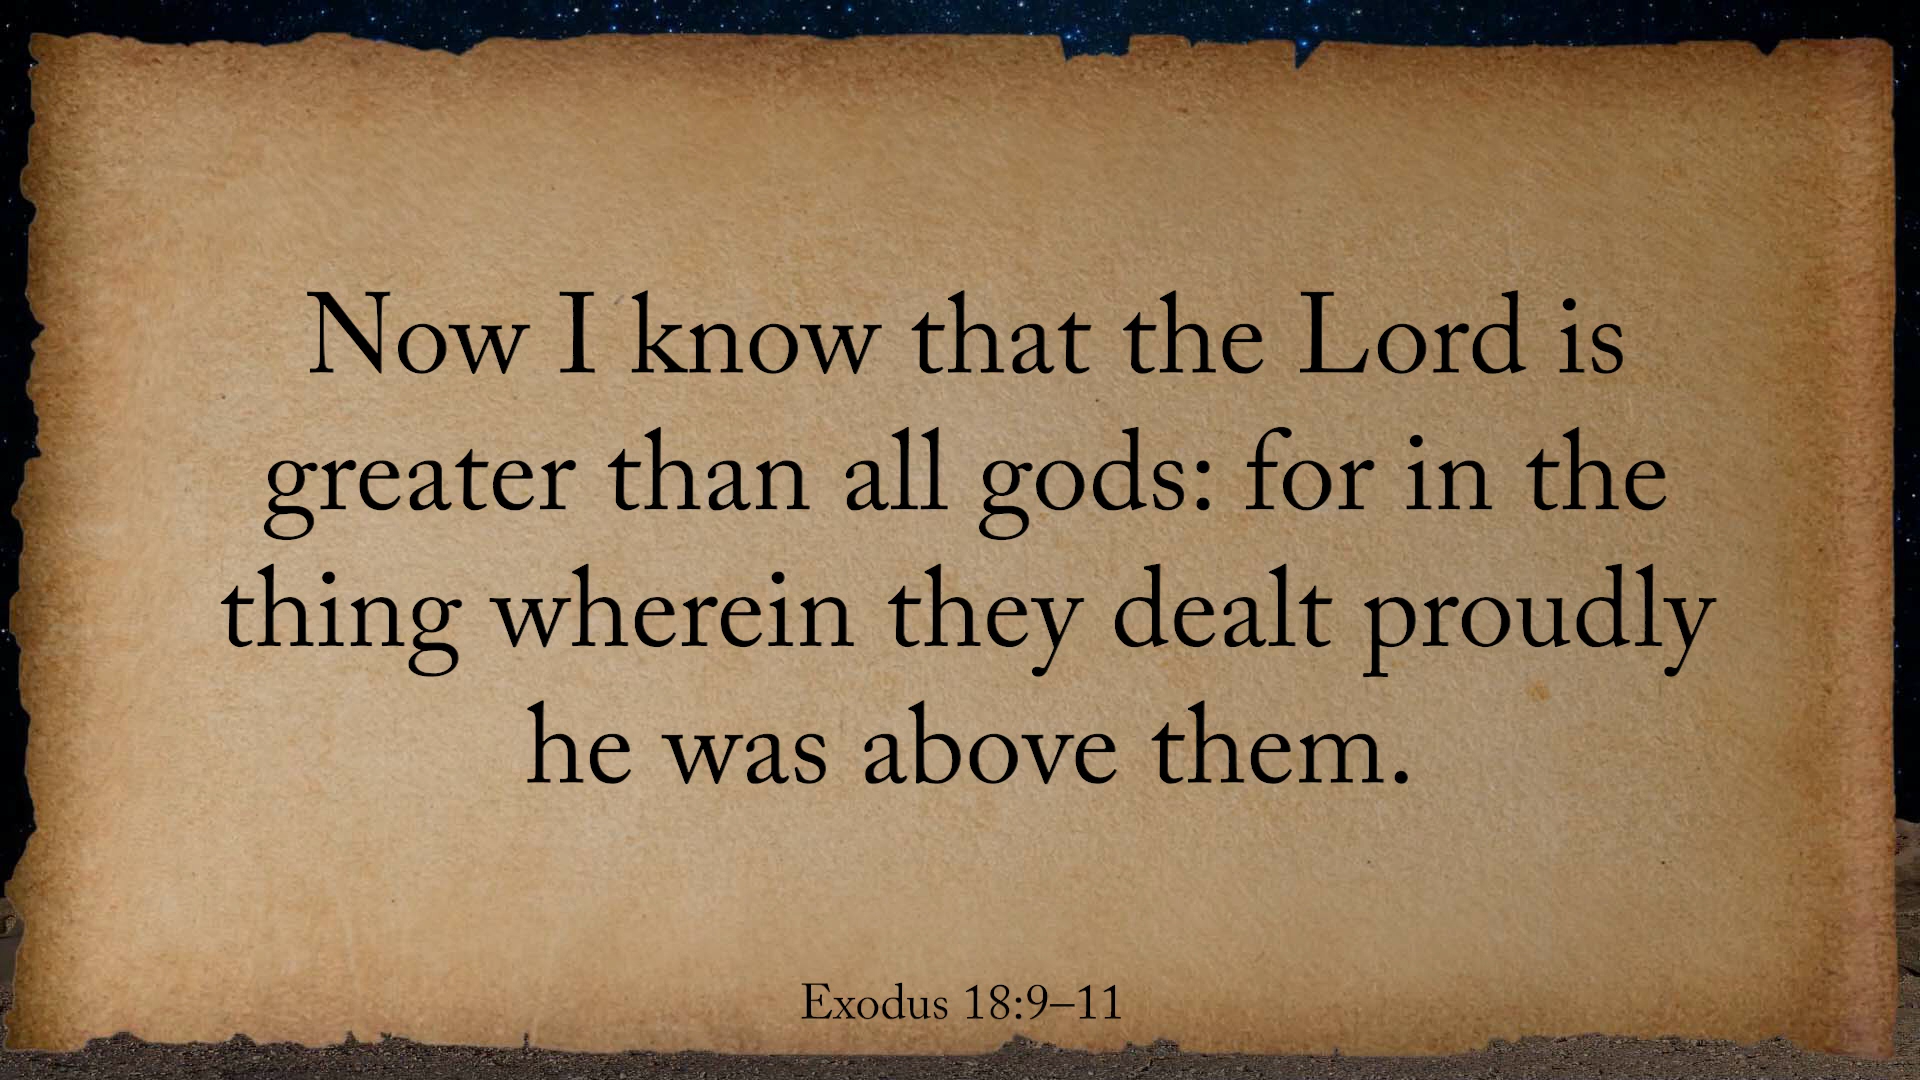 Now I know that the Lord is
greater than all gods: for in the
thing wherein they dealt proudly
he was above them.
Exodus 18:9–11